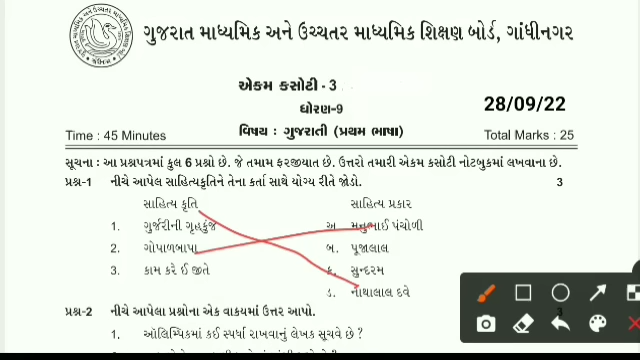 ગુજરાત માધ્યમિક અને ઉચ્ચતર માધ્યમિક શિક્ષણ બોર્ડ, ગાંધીનગર
એકમ કસોટી - 3
ધોરણ-9
28/09/22
Time : 45 Minutes
વિષય : ગુજરાતી (પ્રથમ ભાષા)
Total Marks : 25
સૂચના : આ પ્રશ્નપત્રમાં કુલ 6 પ્રશ્નો છે. જે તમામ ફરજીયાત છે. ઉત્તરો તમારી એકમ કસોટી નોટબુકમાં લખવાના છે.
પ્રશ્ન-1 નીચે આપેલ સાહિત્યકૃતિને તેના કર્તા સાથે યોગ્ય રીતે જોડો. 3
સાહિત્ય કૃતિ સાહિત્ય પ્રકાર
1. ગુર્જરીની ગૃહકુંજ અ. મનુભાઈ પંચોળી
2. ગોપાળબાપા બ. પૂજાલાલ
3. કામ કરે ઈ જીતે ક. સુન્દરમ
ડ. નાથાલાલ દવે
પ્રશ્ન-2 નીચે આપેલા પ્રશ્નોના એક વાક્યમાં ઉત્તર આપો. 3
1. ઓલિમ્પિકમાં કઈ સ્પર્ધા રાખવાનું લેખક સૂચવે છે ?